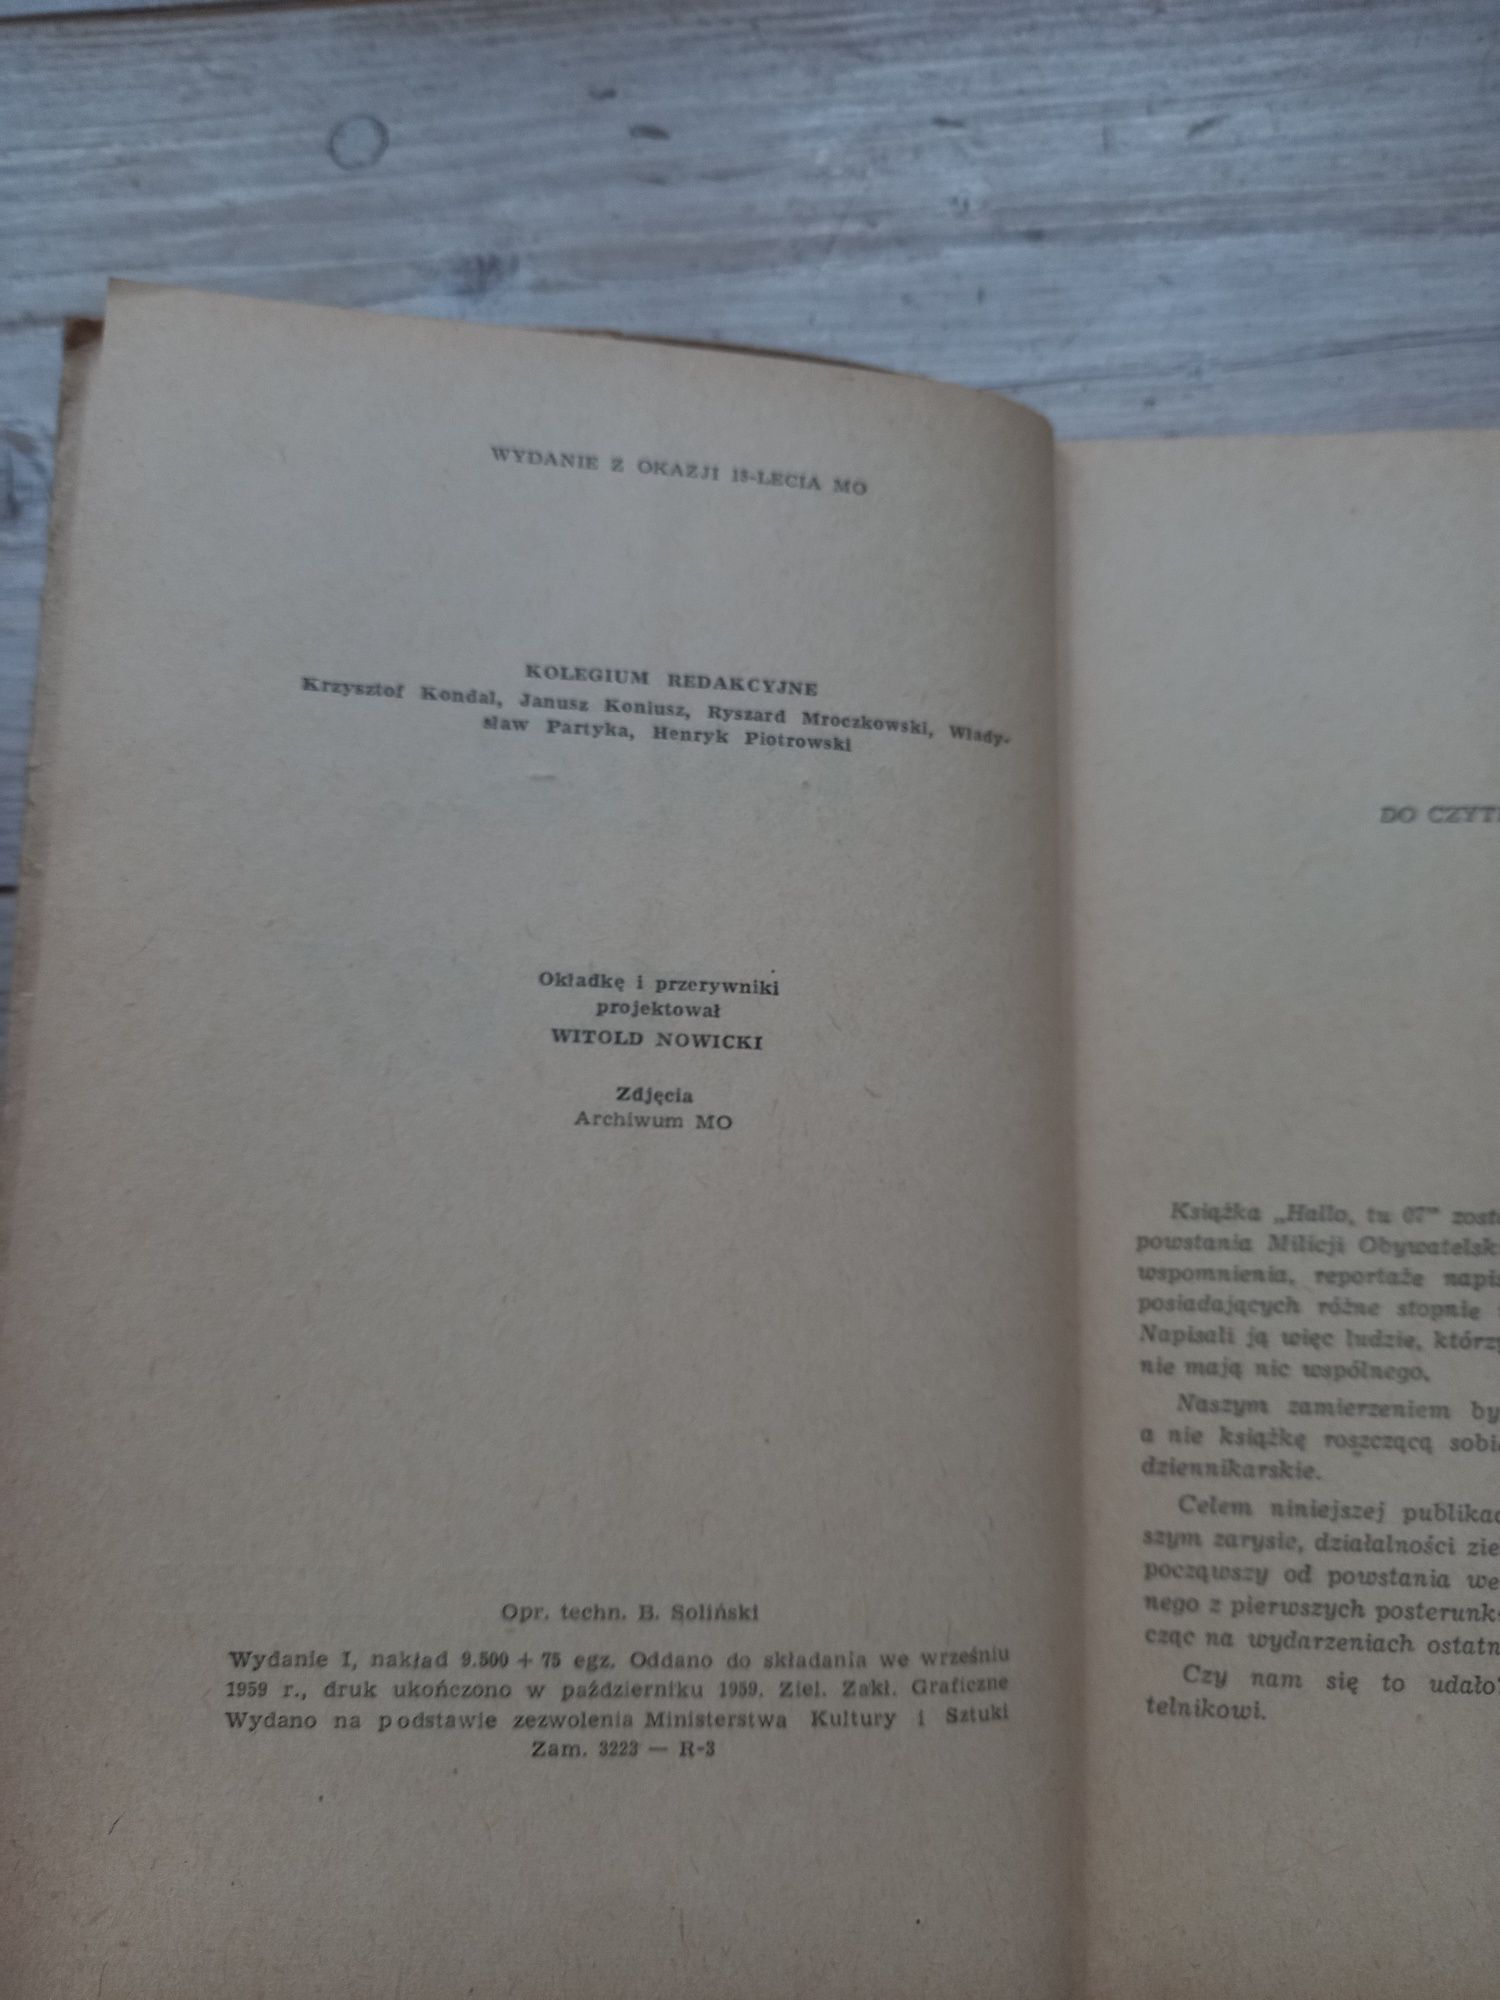 WYDANIE Z OKAZJI 15-LECIA MO
KOLEGIUM REDAKCYJNE
Krzysztof Kondal, Janusz Koniusz, Ryszard Mroczkowski, Włady-
sław Partyka, Henryk Piotrowski
Okładkę i przerywniki
projektował
WITOLD NOWICKI
Zdjęcia
Archiwum MO
Opr. techn. B. Soliński
Wydanie I, nakład 9.500 + 75 egz. Oddano do składania we wrześniu
1959 r., druk ukończono w październiku 1959. Ziel. Zakł. Graficzne
Wydano na podstawie zezwolenia Ministerstwa Kultury i Sztuki
Zam. 3223 — R-3
DO CZYT
Książka „Hallo, tu 07” zost
powstania Milicji Obywatelsk
wspomnienia, reportaże napis
posiadających różne stopnie
Napisali ją więc ludzie, którzy
nie mają nic wspólnego.
Naszym zamierzeniem by
a nie książkę roszczącą sobi
dziennikarskie.
Celem niniejszej publikac
szym zarysie, działalności zie
począwszy od powstania we
nego z pierwszych posterunk
cząc na wydarzeniach ostatn
Czy nam się to udało
telnikowi.